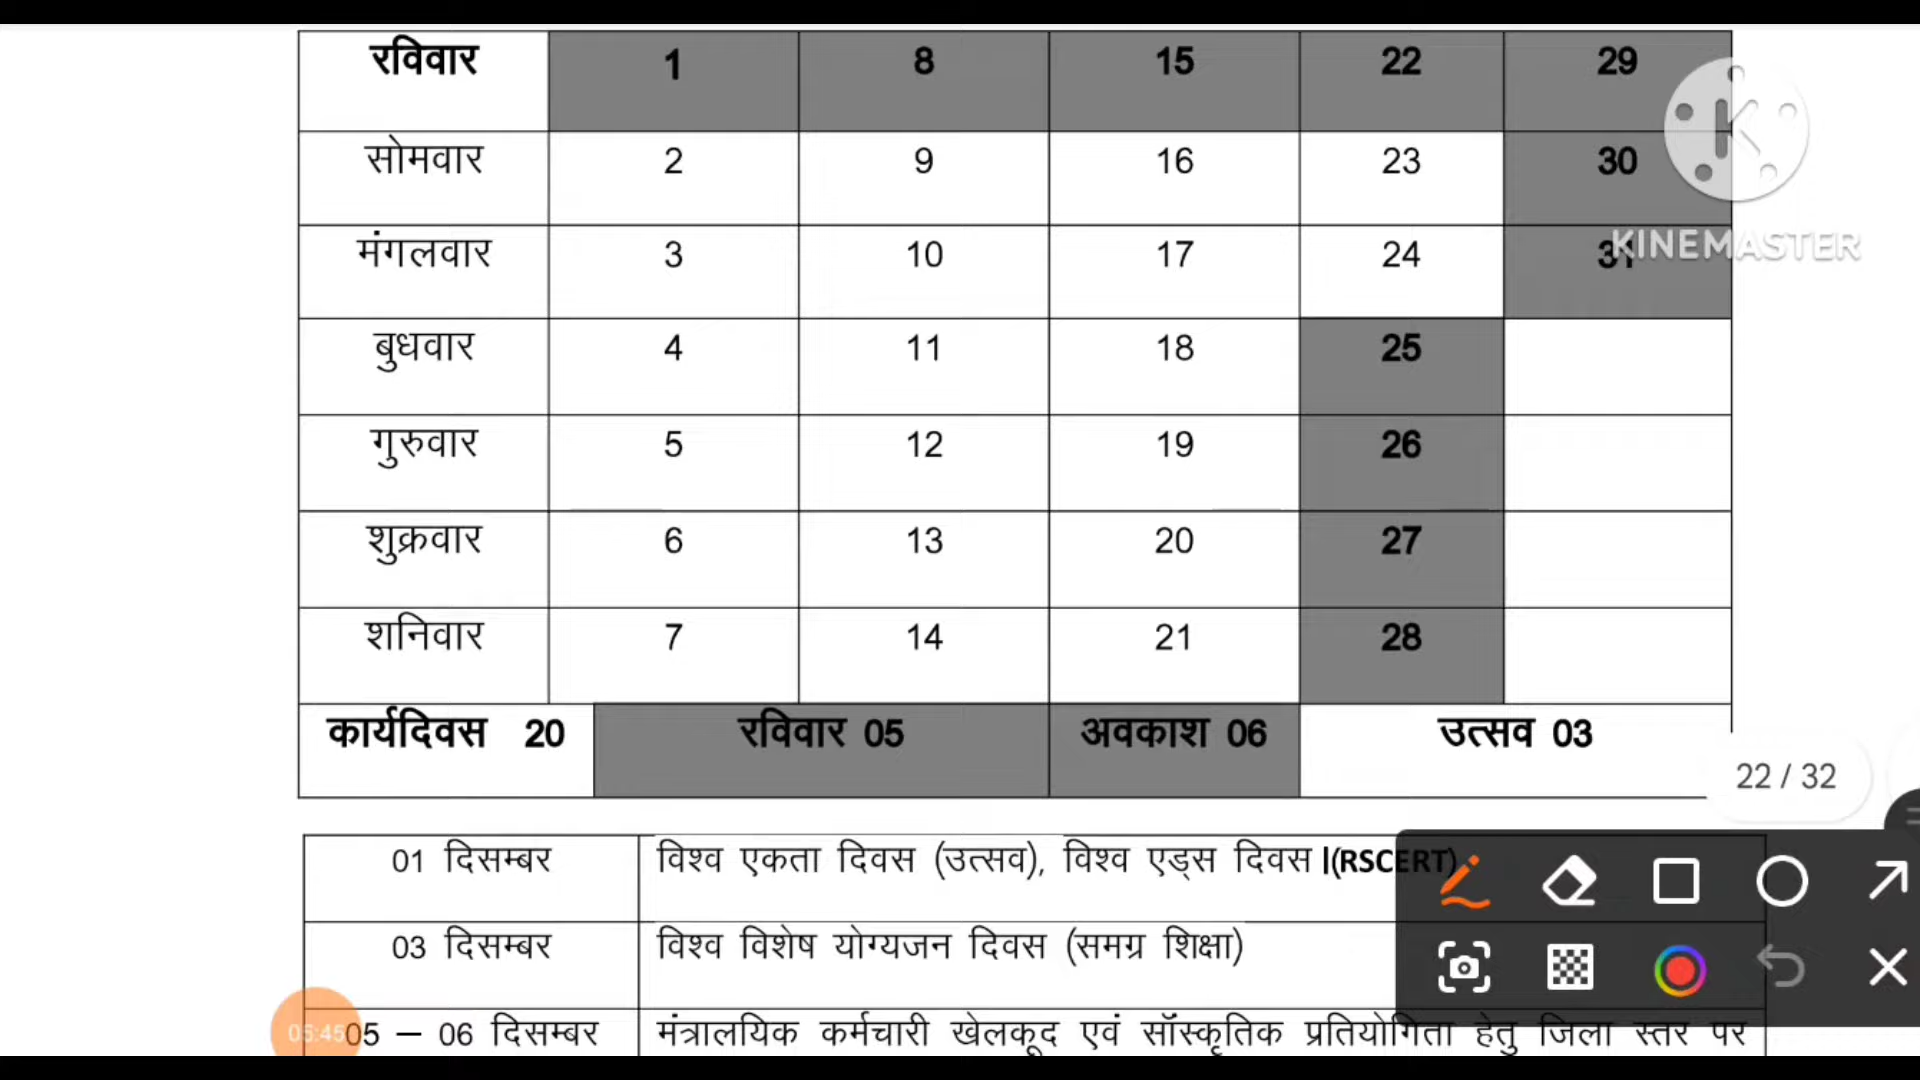 रविवार 1 8 15 22 29
सोमवार 2 9 16 23 30
मंगलवार 3 10 17 24 31
KINEMASTER
बुधवार 4 11 18 25
गुरुवार 5 12 19 26
शुक्रवार 6 13 20 27
शनिवार 7 14 21 28
कार्यदिवस 20 रविवार 05 अवकाश 06 उत्सव 03
22 / 32
01 दिसम्बर विश्व एकता दिवस (उत्सव), विश्व एड्स दिवस |(RSCERT)
03 दिसम्बर विश्व विशेष योग्यजन दिवस (समग्र शिक्षा)
05:45
05 – 06 दिसम्बर मंत्रालयिक कर्मचारी खेलकूद एवं सॉंस्कृतिक प्रतियोगिता हेतु जिला स्तर पर